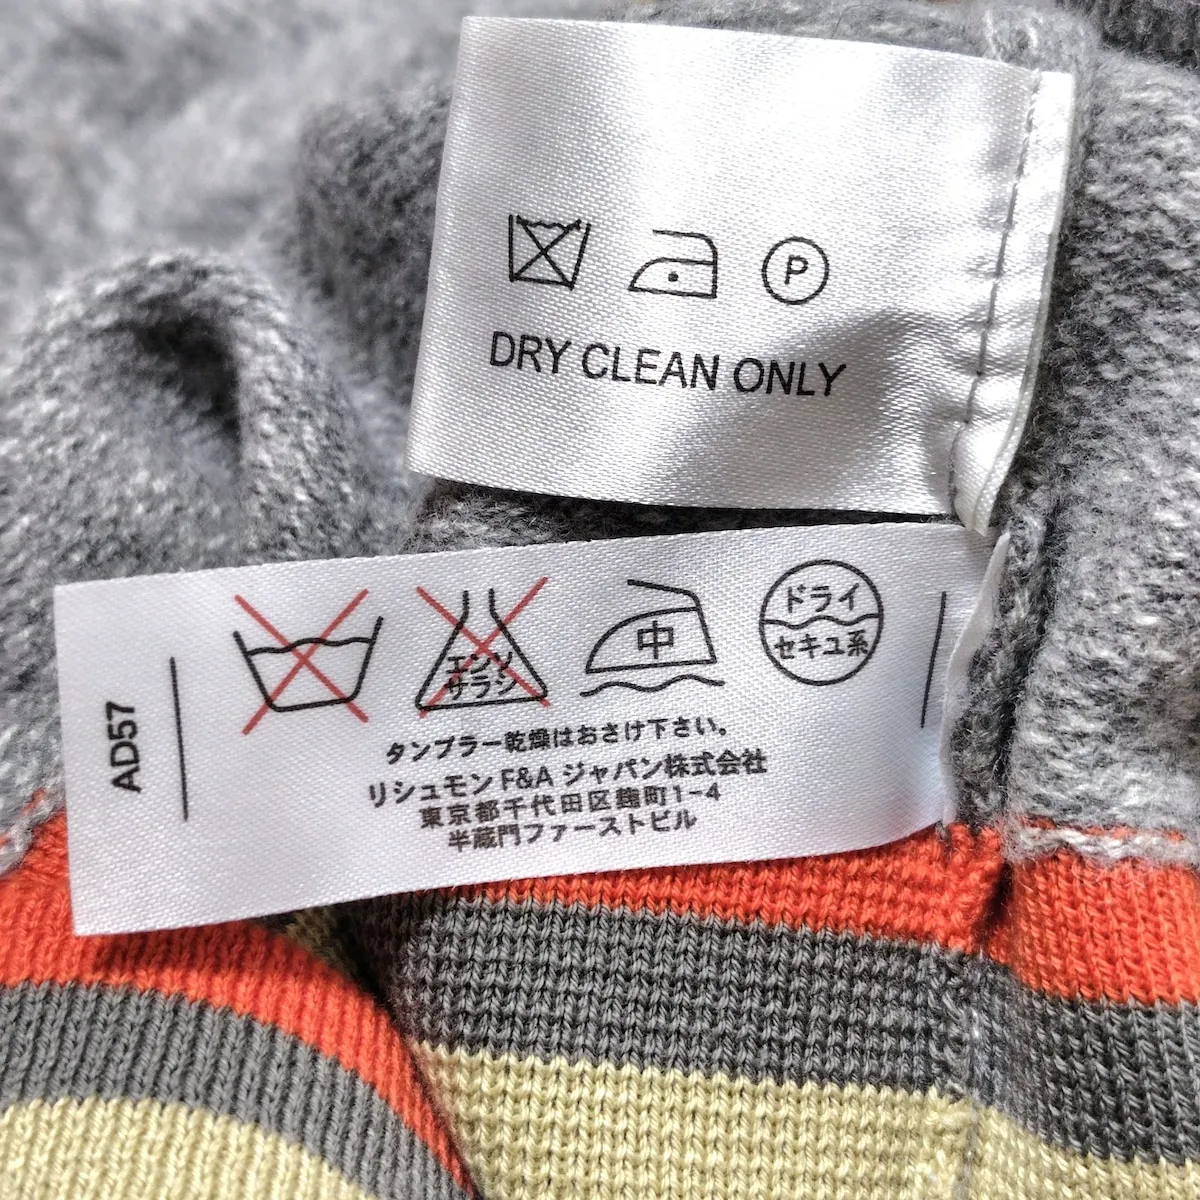 P
DRY CLEAN ONLY
エンソ
サラシ
中
ドライ
セキユ系
タンブラー乾燥はおさけ下さい。
リシュモン F&A ジャパン株式会社
東京都千代田区麹町1-4
半蔵門ファーストビル
AD57